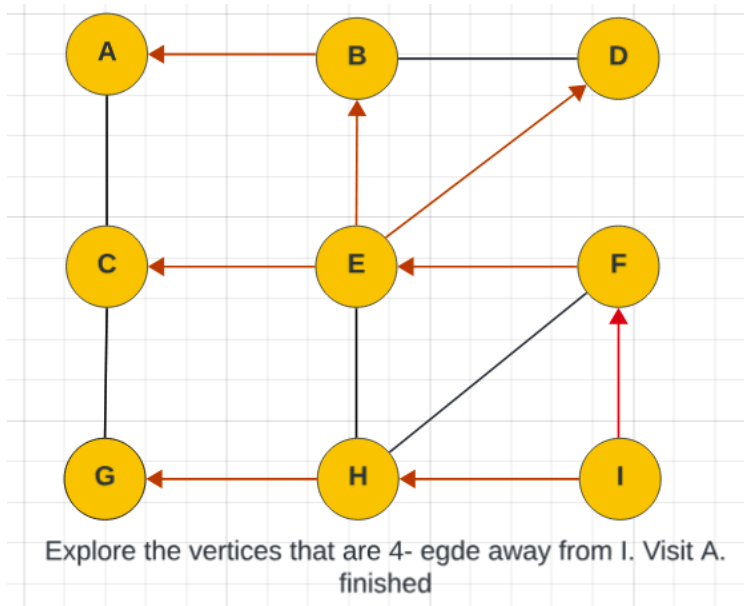 A B D
C E F
G H I
Explore the vertices that are 4- egde away from I. Visit A.
finished